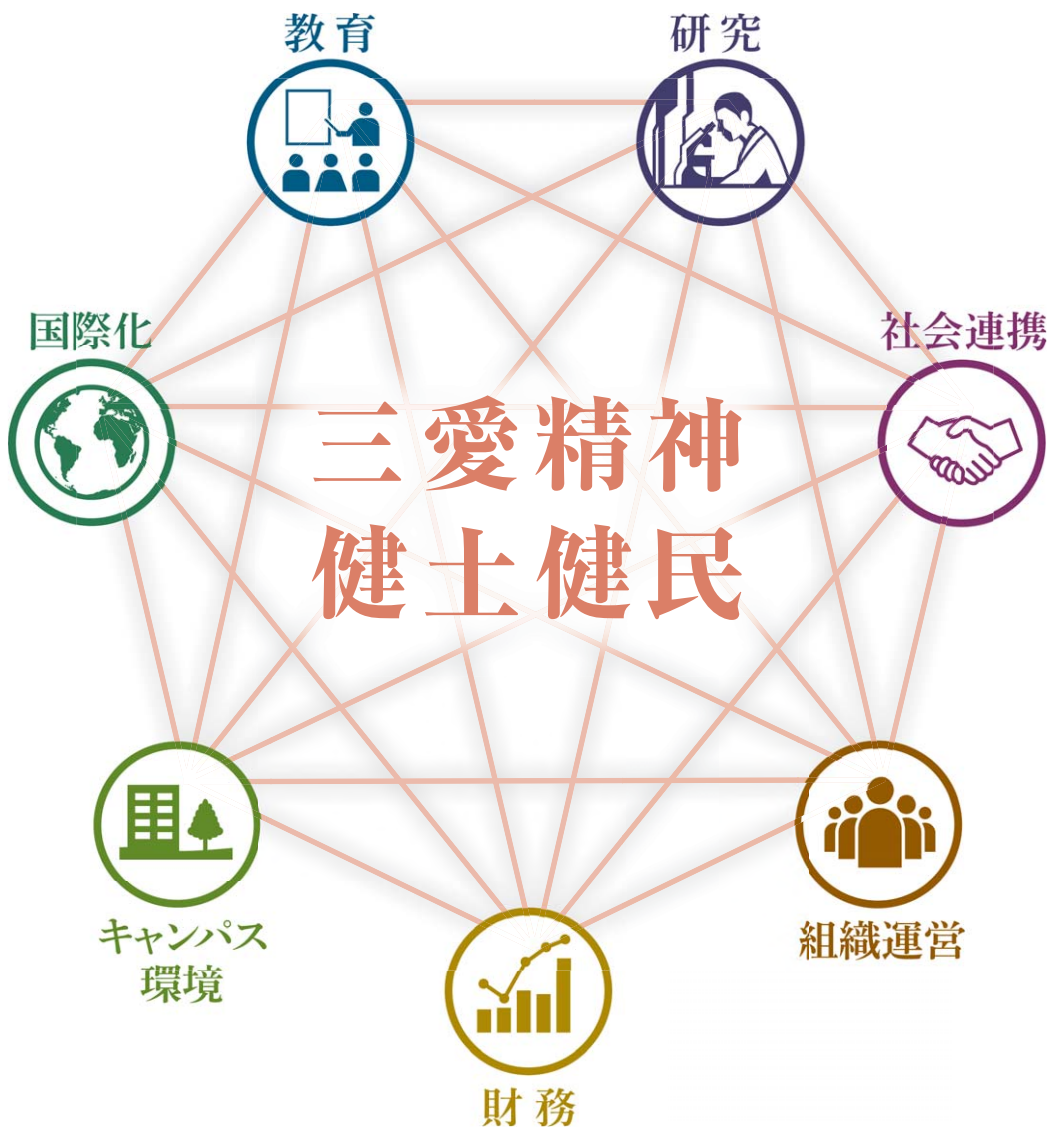 教育
研究
国際化
社会連携
三愛精神
健土健民
キャンパス
環境
組織運営
財務